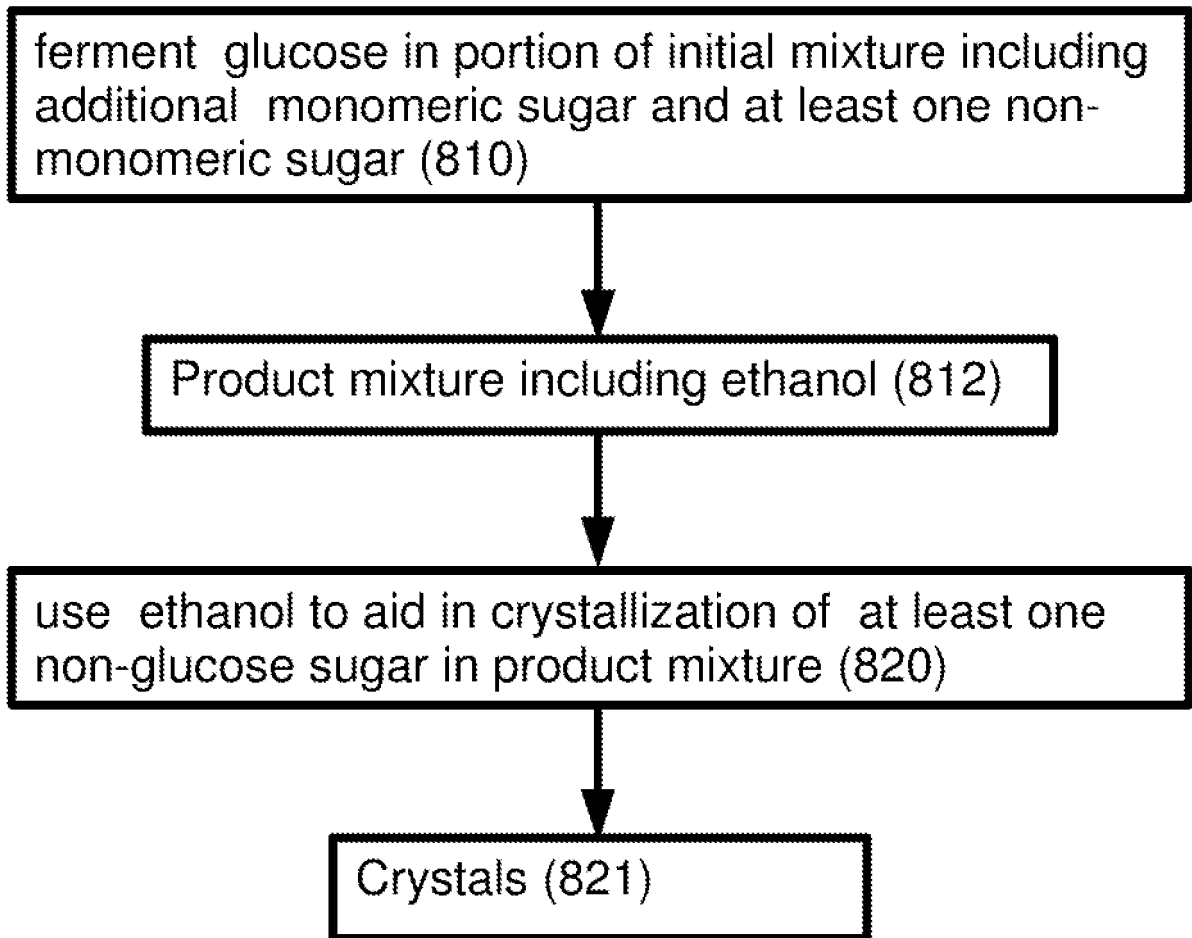 ferment glucose in portion of initial mixture including
additional monomeric sugar and at least one non-
monomeric sugar (810)
Product mixture including ethanol (812)
use ethanol to aid in crystallization of at least one
non-glucose sugar in product mixture (820)
Crystals (821)